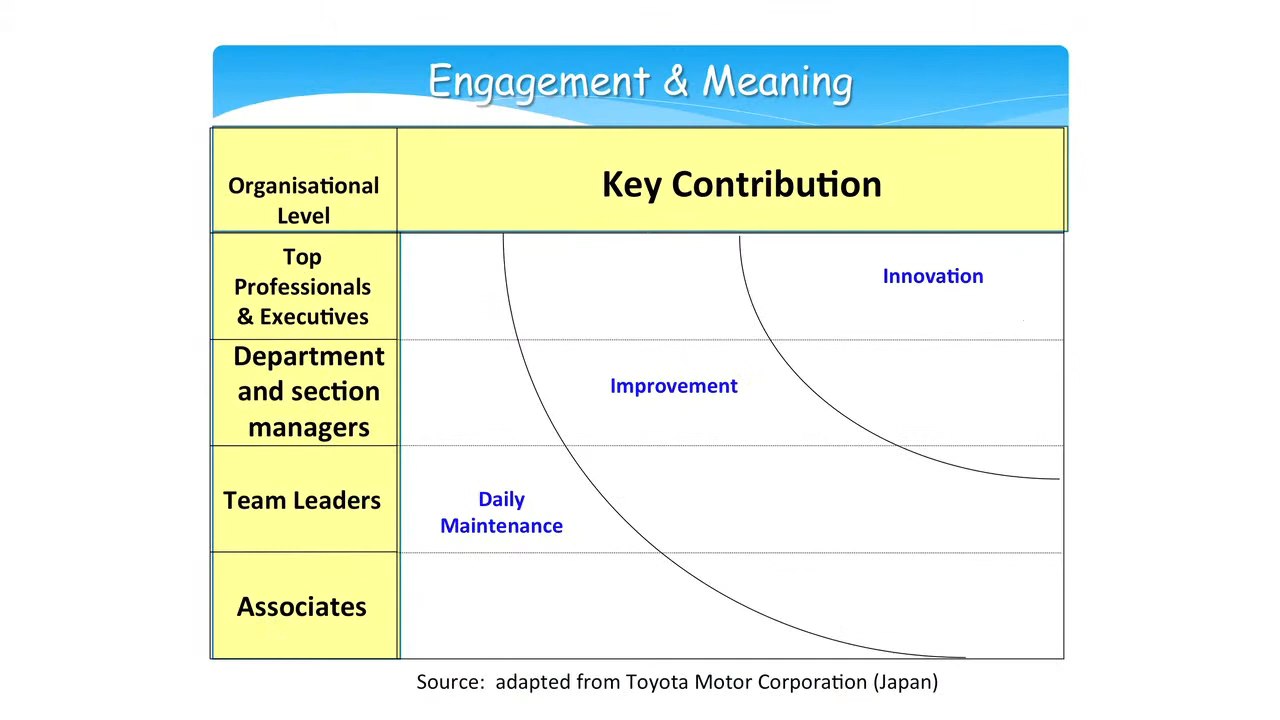 Engagement & Meaning
Organisational
Level
Key Contribution
Top
Professionals
& Executives
Innovation
Department
and section
managers
Improvement
Team Leaders
Daily
Maintenance
Associates
Source:  adapted from Toyota Motor Corporation (Japan)